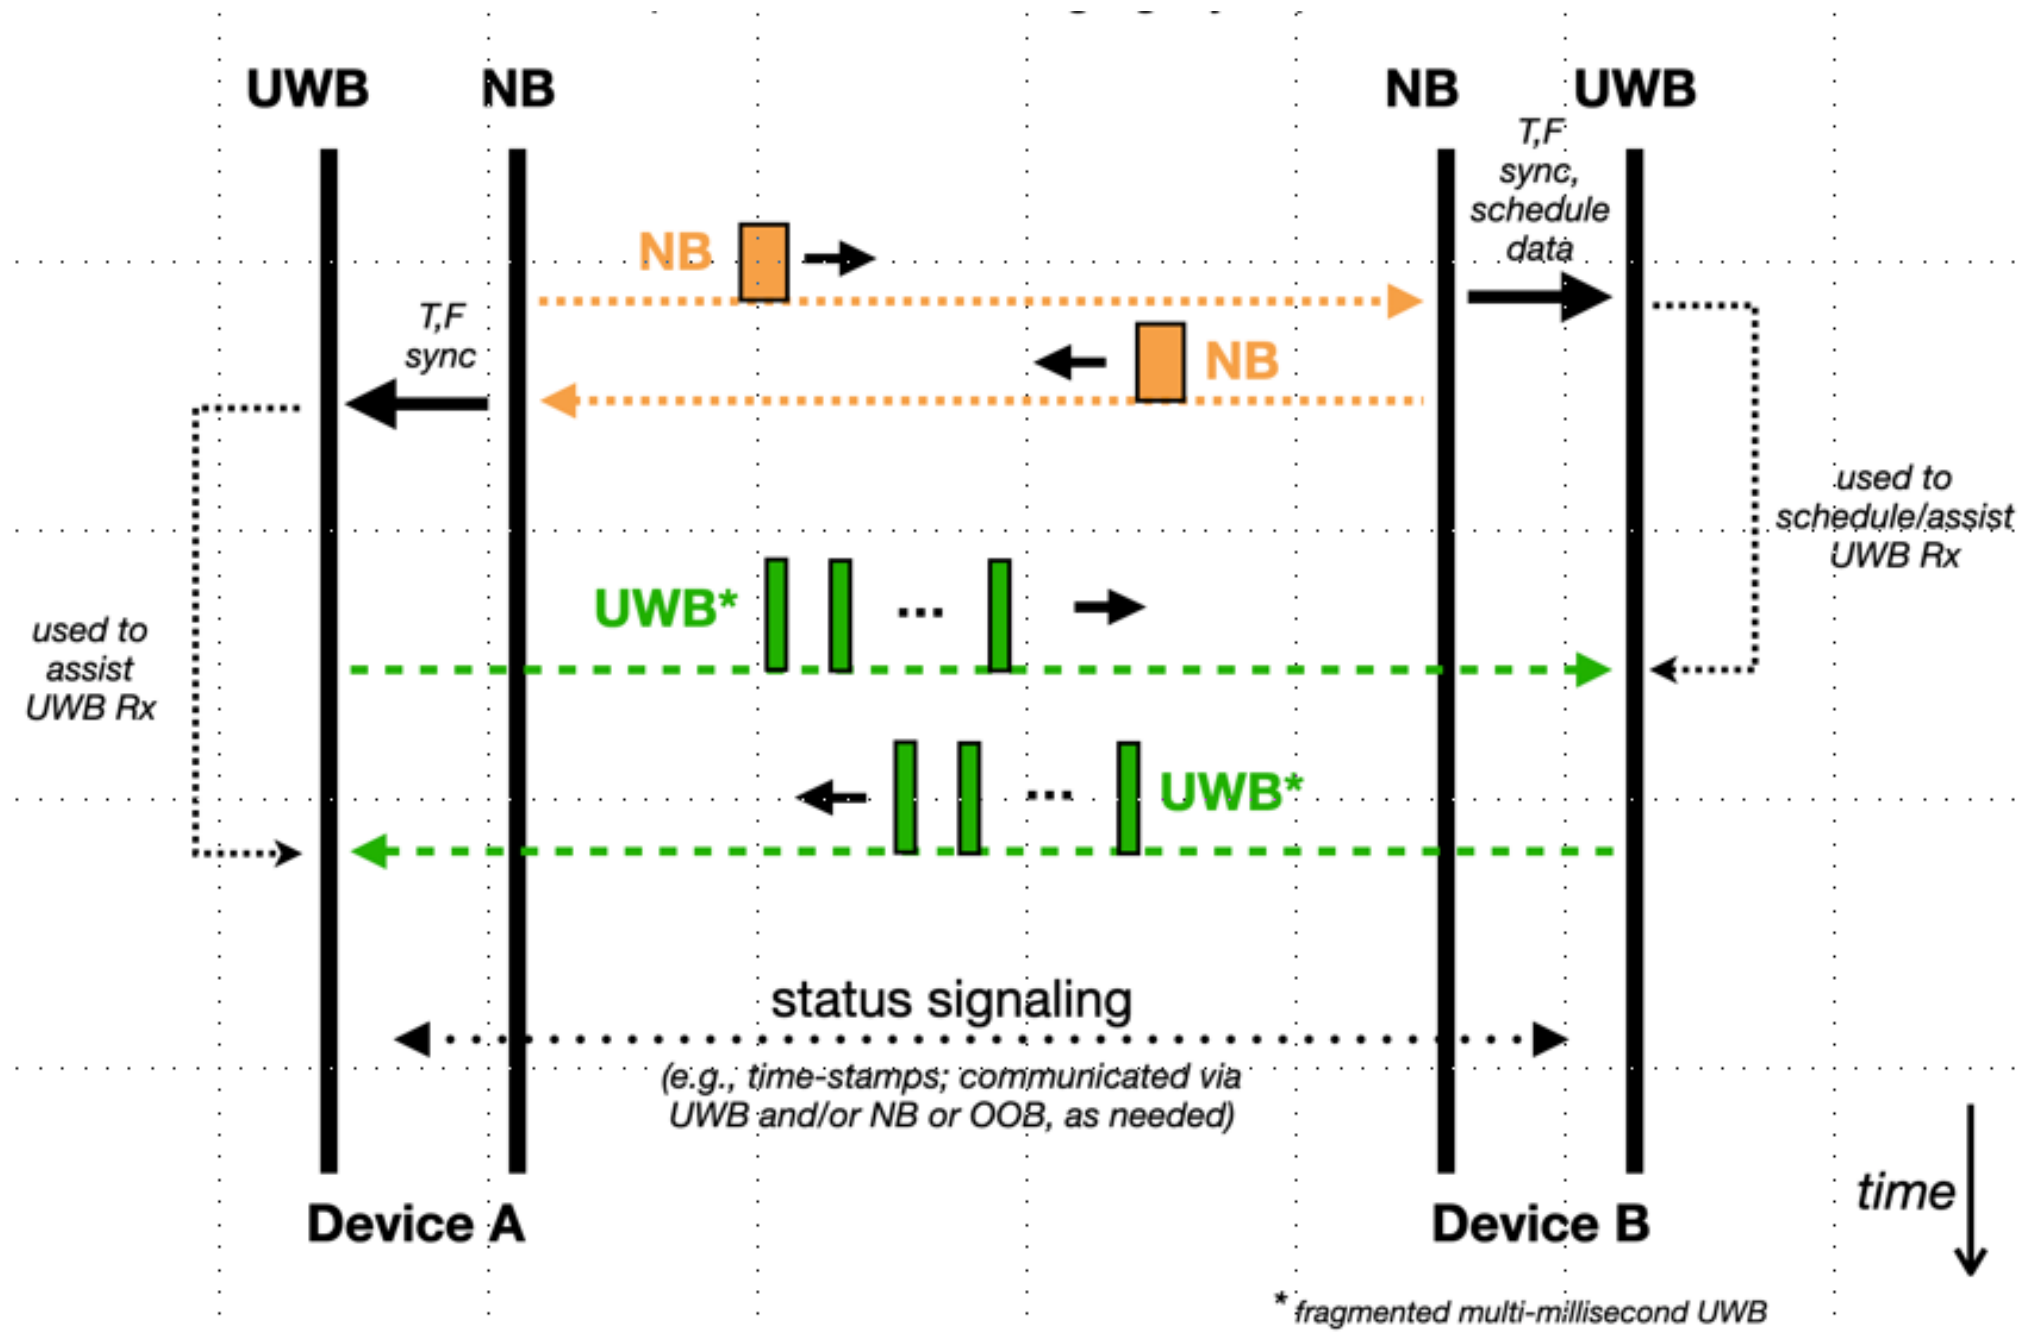 UWB
NB
NB
UWB
T,F
sync,
schedule
data
NB
T,F
sync
NB
used to
schedule/assist
UWB Rx
UWB*
...
used to
assist
UWB Rx
UWB*
...
status signaling
(e.g., time-stamps; communicated via
UWB and/or NB or OOB, as needed)
time
Device A
Device B
* fragmented multi-millisecond UWB